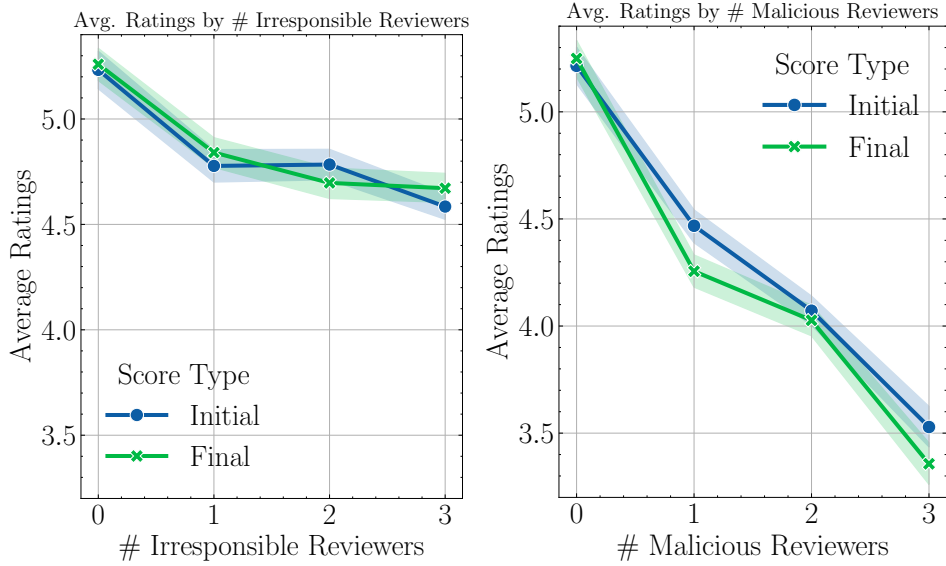 Avg. Ratings by # Irresponsible Reviewers
Average Ratings
5.0
4.5
4.0
3.5
Score Type
Initial
Final
0 1 2 3
# Irresponsible Reviewers
Avg. Ratings by # Malicious Reviewers
Average Ratings
5.0
4.5
4.0
3.5
Score Type
Initial
Final
0 1 2 3
# Malicious Reviewers